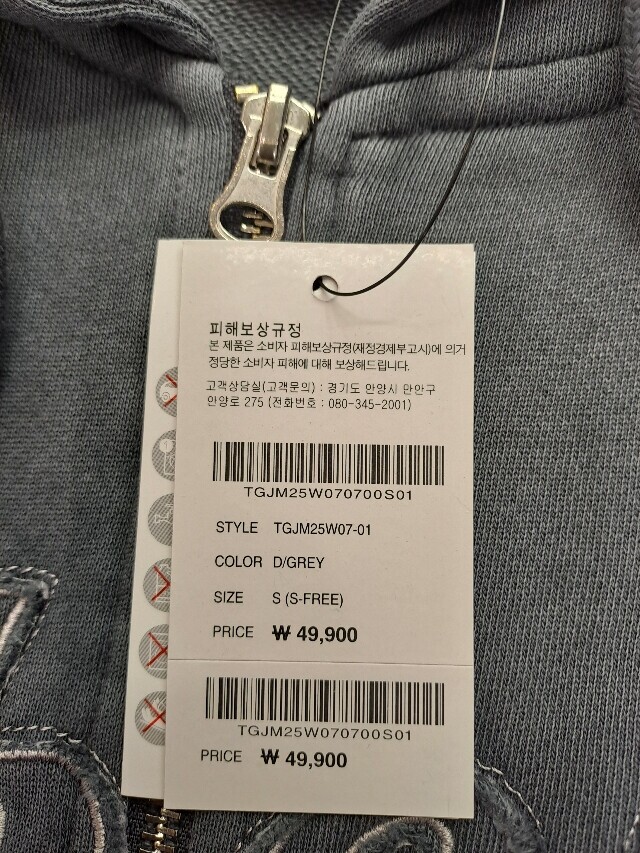 피해보상규정
본 제품은 소비자 피해보상규정(재정경제부고시)에 의거
정당한 소비자 피해에 대해 보상해드립니다.
고객상담실(고객문의) : 경기도 안양시 만안구
안양로 275 (전화번호 : 080-345-2001)
TGJM25W070700S01
STYLE TGJM25W07-01
COLOR D/GREY
SIZE S (S-FREE)
PRICE ₩ 49,900
TGJM25W070700S01
PRICE ₩ 49,900